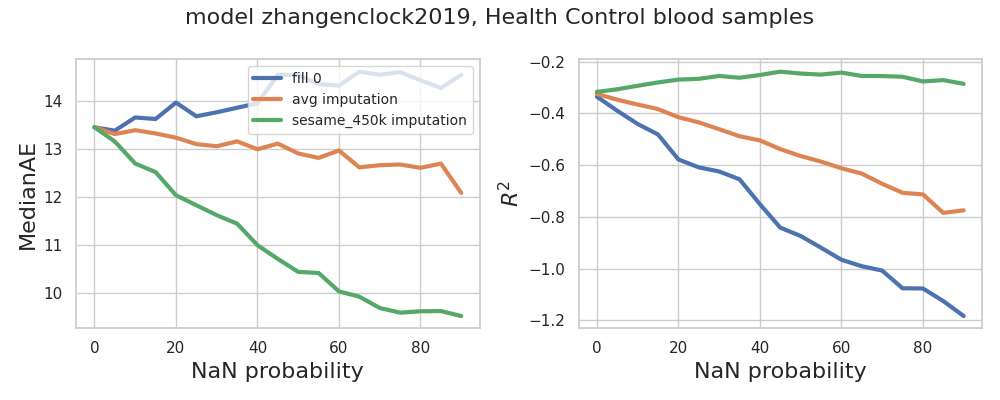 model zhangenclock2019, Health Control blood samples
MedianAE
14
13
12
11
10
0
20
40
60
80
NaN probability
fill 0
avg imputation
sesame_450k imputation
R²
−0.2
−0.4
−0.6
−0.8
−1.0
−1.2
0
20
40
60
80
NaN probability